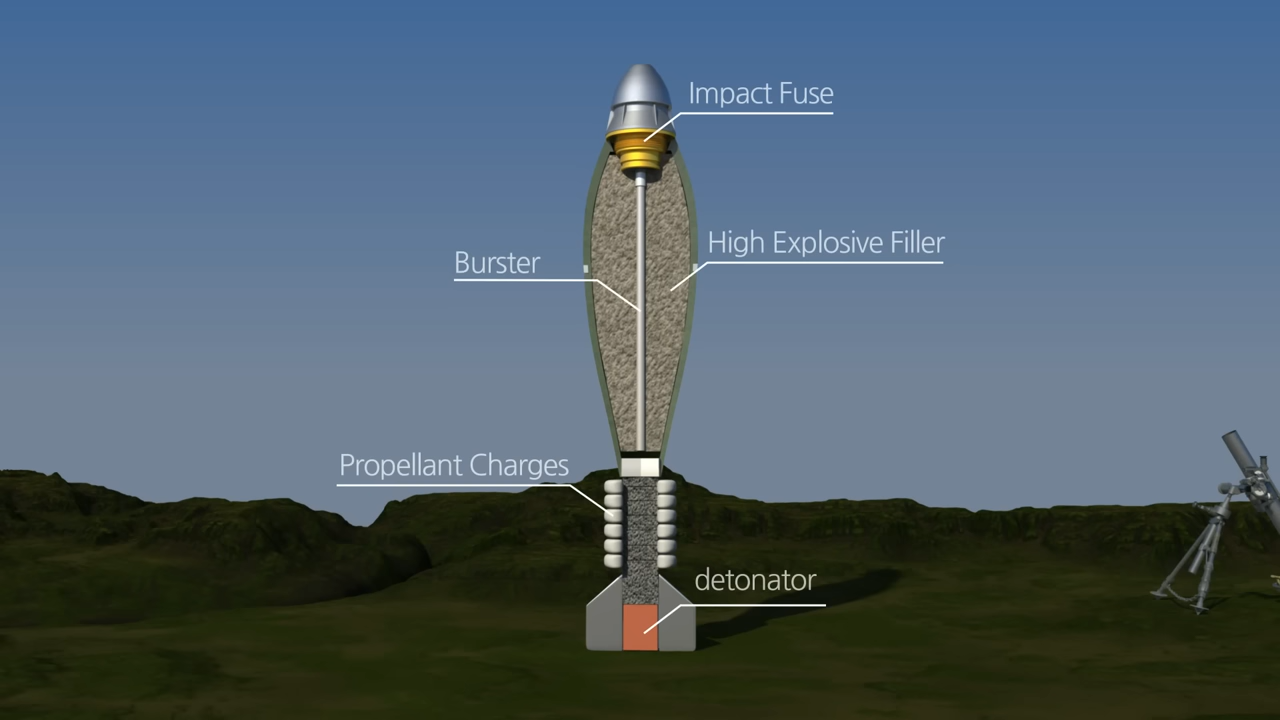 Impact Fuse
High Explosive Filler
Burster
Propellant Charges
detonator